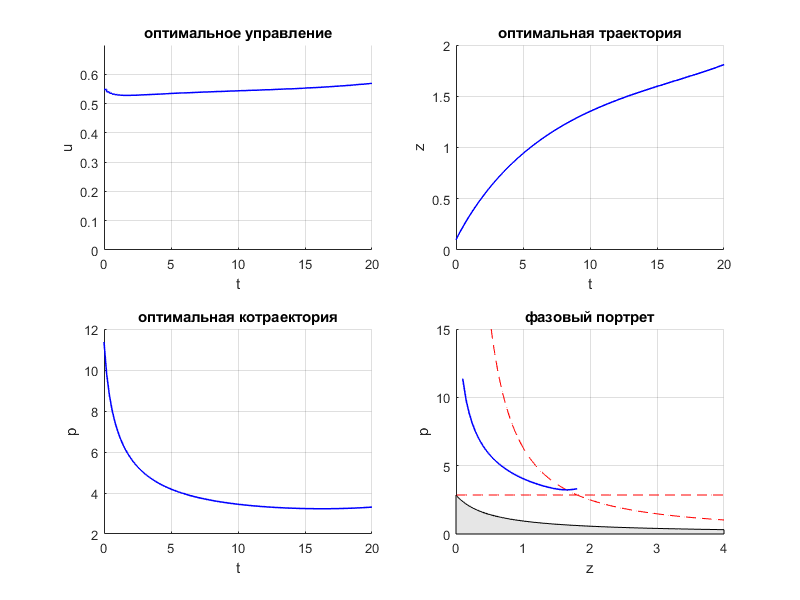 оптимальное управление
u
0.6
0.5
0.4
0.3
0.2
0.1
0
0 5 10 15 20
t
оптимальная траектория
z
2
1.5
1
0.5
0
0 5 10 15 20
t
оптимальная котраектория
p
12
10
8
6
4
2
0 5 10 15 20
t
фазовый портрет
p
15
10
5
0
0 1 2 3 4
z